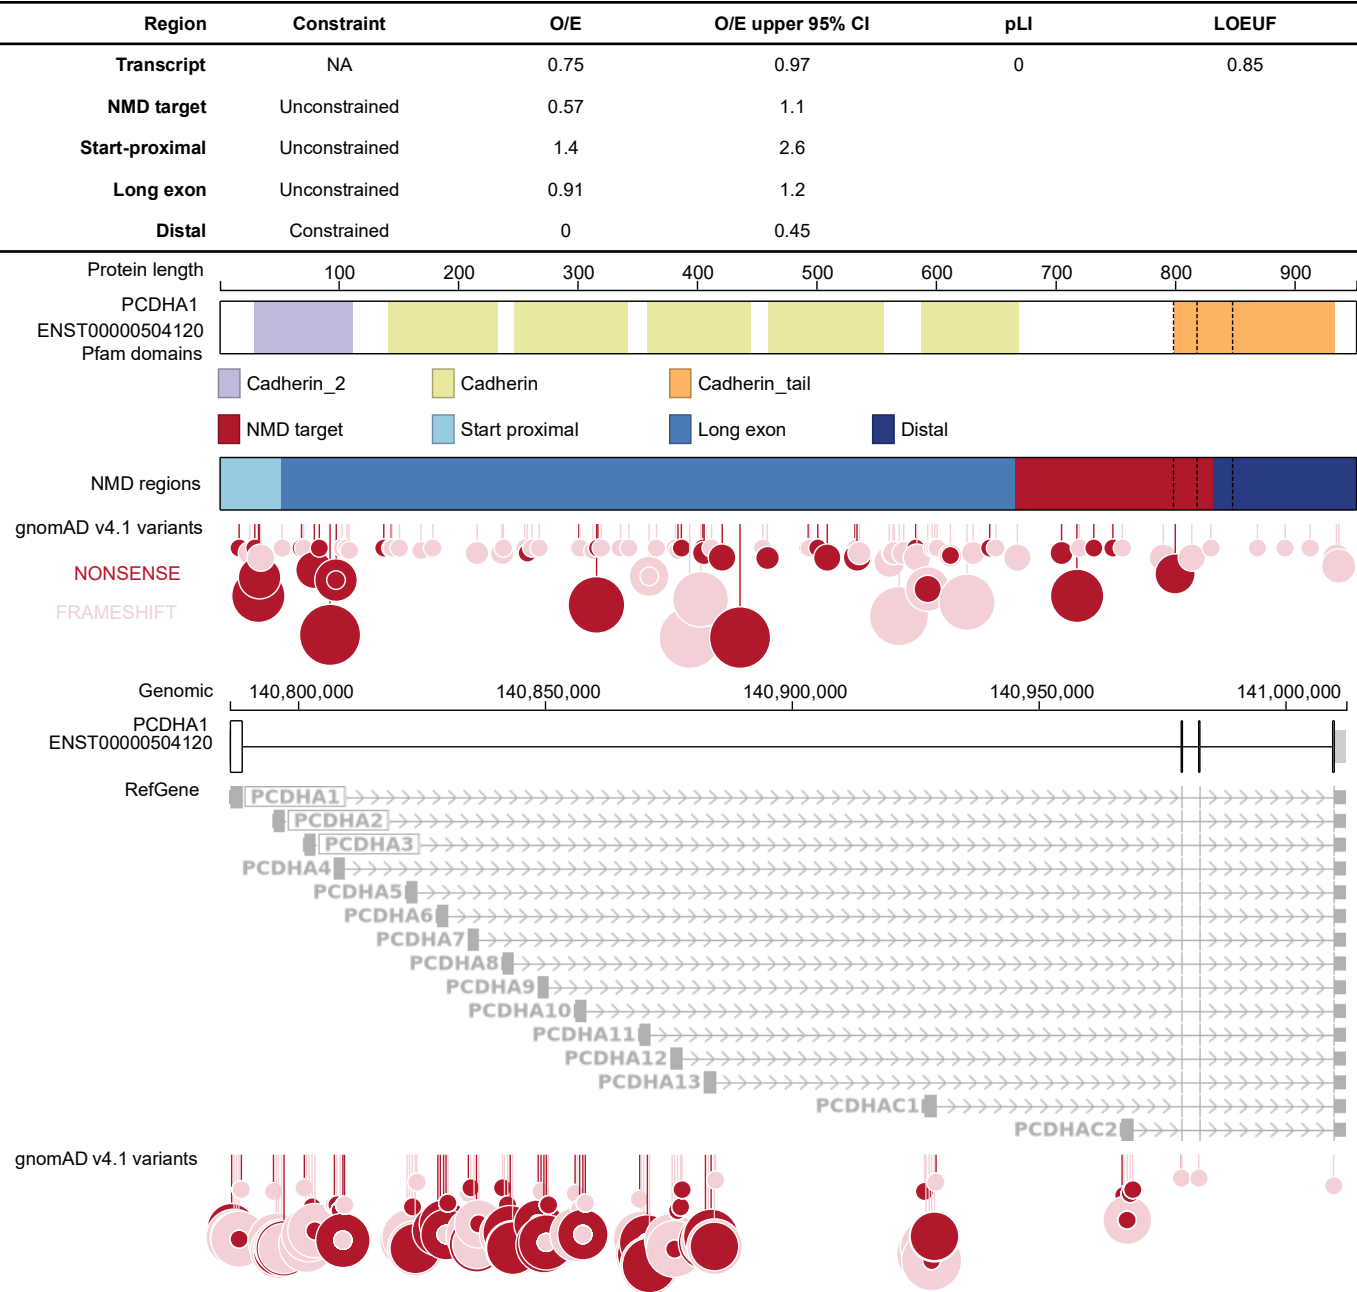 Region Constraint O/E O/E upper 95% CI pLI LOEUF
Transcript NA 0.75 0.97 0 0.85
NMD target Unconstrained 0.57 1.1
Start-proximal Unconstrained 1.4 2.6
Long exon Unconstrained 0.91 1.2
Distal Constrained 0 0.45
Protein length 100 200 300 400 500 600 700 800 900
PCDHA1
ENST00000504120
Pfam domains
Cadherin_2 Cadherin Cadherin_tail
NMD target Start proximal Long exon Distal
NMD regions
gnomAD v4.1 variants
NONSENSE
FRAMESHIFT
Genomic 140,800,000 140,850,000 140,900,000 140,950,000 141,000,000
PCDHA1
ENST00000504120
RefGene PCDHA1
PCDHA2
PCDHA3
PCDHA4
PCDHA5
PCDHA6
PCDHA7
PCDHA8
PCDHA9
PCDHA10
PCDHA11
PCDHA12
PCDHA13
PCDHAC1
PCDHAC2
gnomAD v4.1 variants